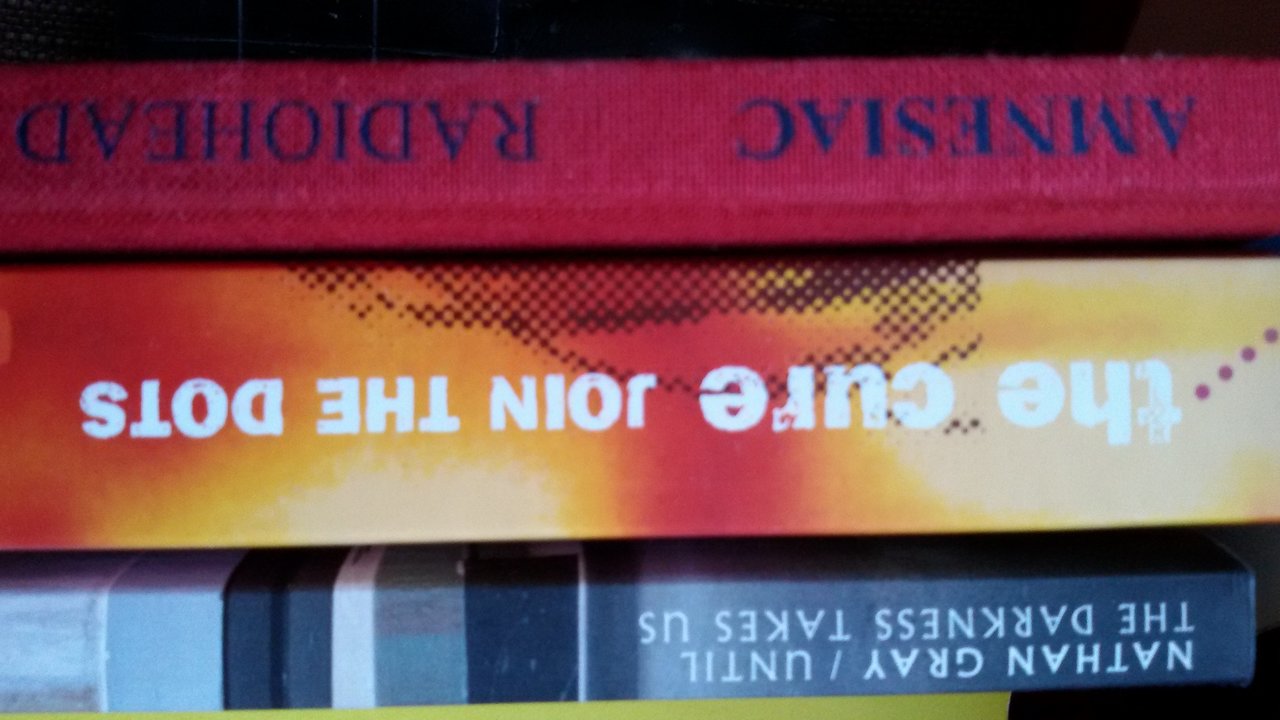 NATHAN GRAY / UNTIL
THE DARKNESS TAKES US
the cure JOIN THE DOTS
AMNESIAC RADIOHEAD